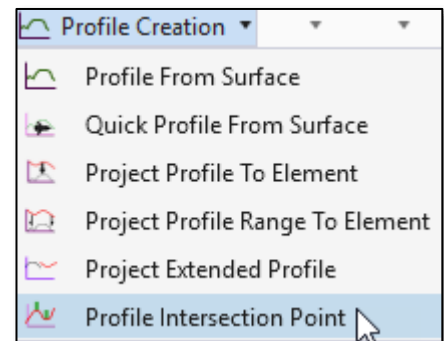 Profile Creation
Profile From Surface
Quick Profile From Surface
Project Profile To Element
Project Profile Range To Element
Project Extended Profile
Profile Intersection Point